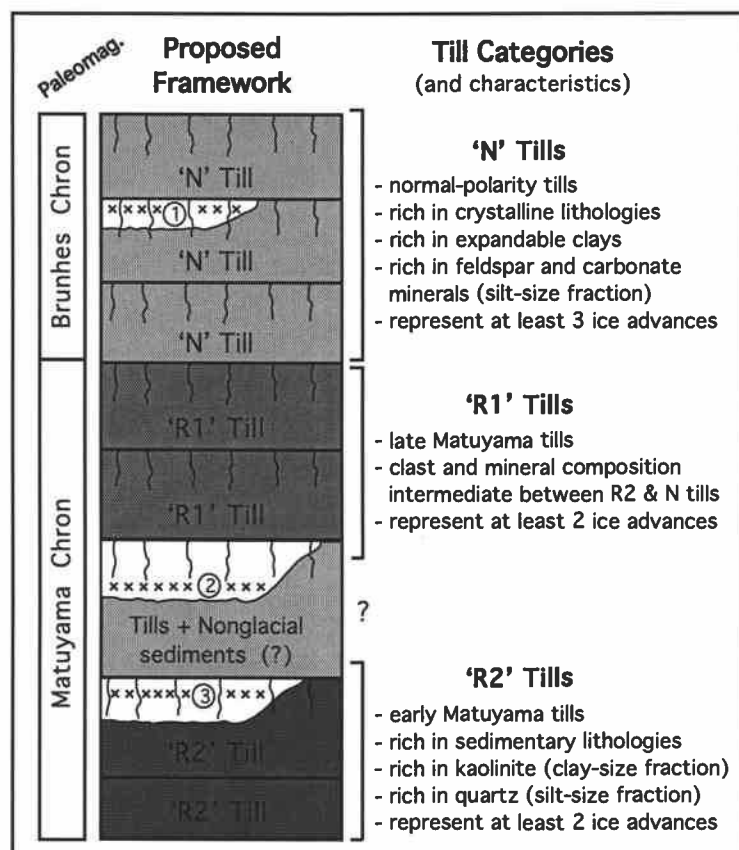 Paleomag.
Proposed
Framework
Till Categories
(and characteristics)
Brunhes Chron
'N' Till
××××① ×××
'N' Till
'N' Till
'N' Tills
- normal-polarity tills
- rich in crystalline lithologies
- rich in expandable clays
- rich in feldspar and carbonate
minerals (silt-size fraction)
- represent at least 3 ice advances
Matuyama Chron
'R1' Till
'R1' Till
②
Tills + Nonglacial
sediments (?)
③
'R2' Till
'R2' Till
'R1' Tills
- late Matuyama tills
- clast and mineral composition
intermediate between R2 & N tills
- represent at least 2 ice advances
?
'R2' Tills
- early Matuyama tills
- rich in sedimentary lithologies
- rich in kaolinite (clay-size fraction)
- rich in quartz (silt-size fraction)
- represent at least 2 ice advances